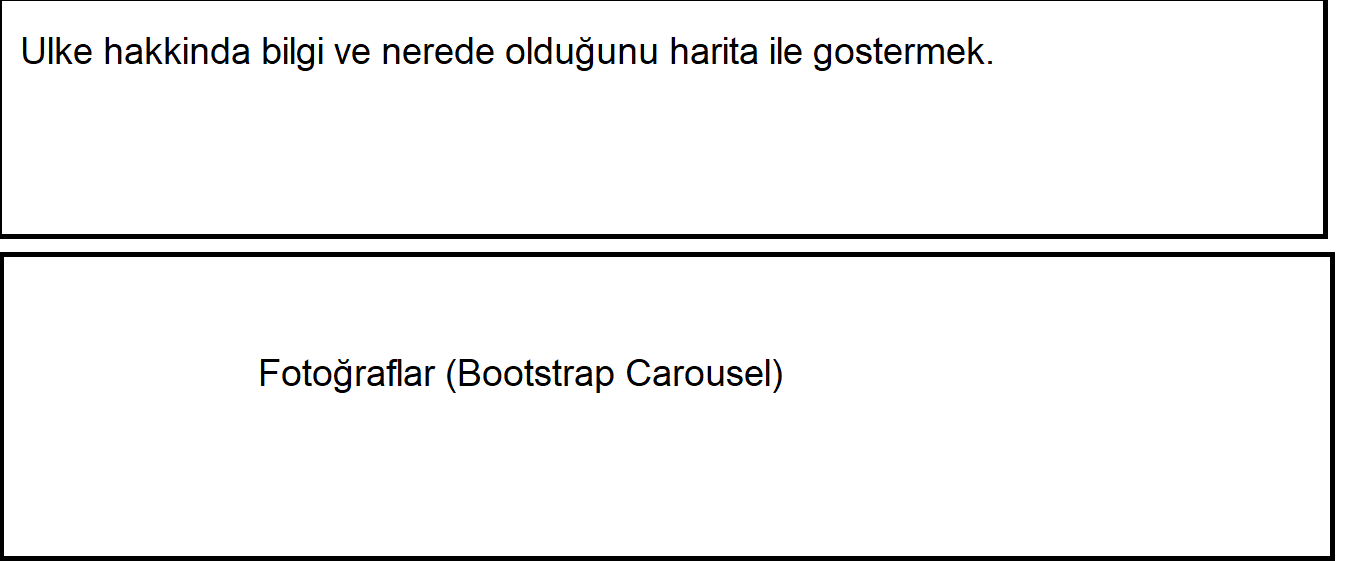 Ulke hakkinda bilgi ve nerede olduğunu harita ile gostermek.
Fotoğraflar (Bootstrap Carousel)